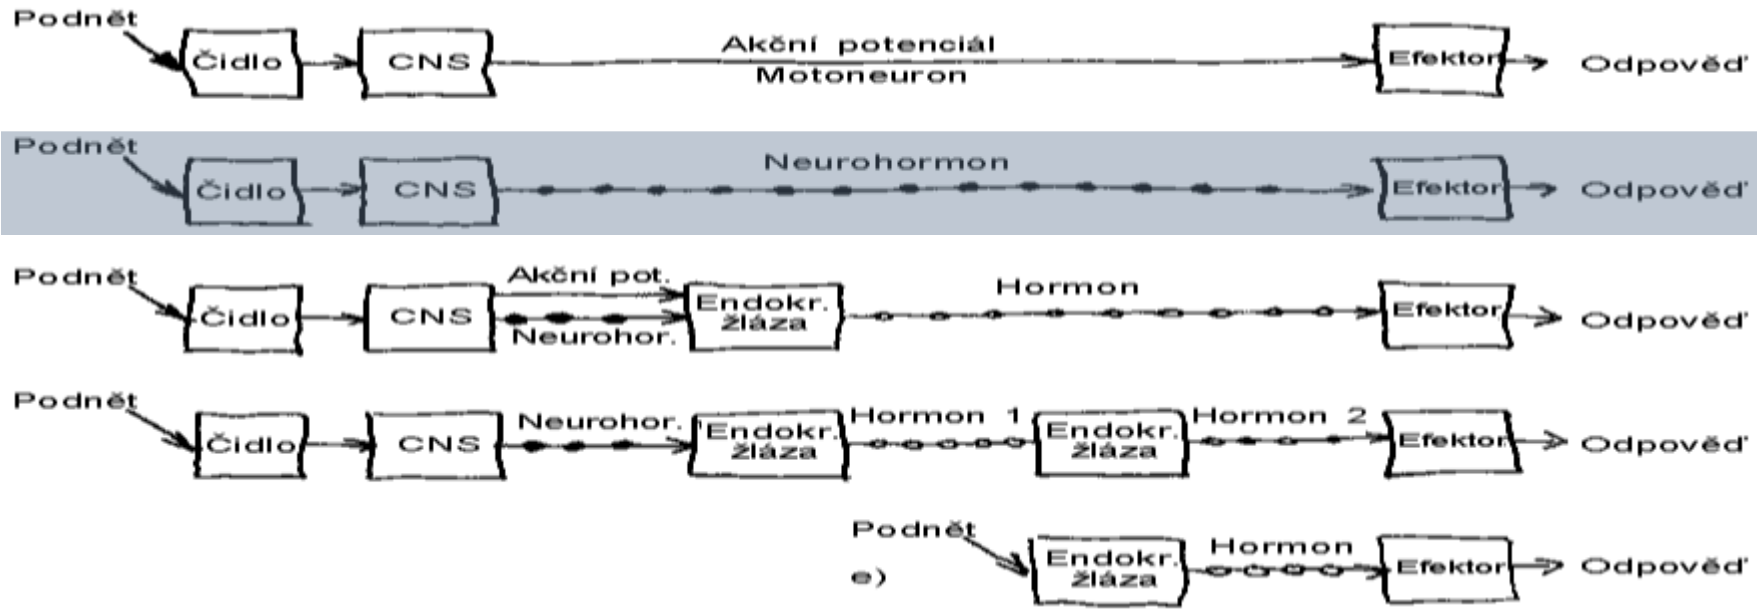 Podnět
Čidlo CNS Akční potenciál Efektor Odpověď
Motoneuron
Podnět
Čidlo CNS Neurohormon Efektor Odpověď
Podnět
Čidlo CNS Akční pot. Endokr. Hormon Efektor Odpověď
Neurohor. žláza
Podnět
Čidlo CNS Neurohor. Endokr. Hormon 1 Endokr. Hormon 2 Efektor Odpověď
žláza žláza
Podnět
e) Endokr. Hormon Efektor Odpověď
žláza